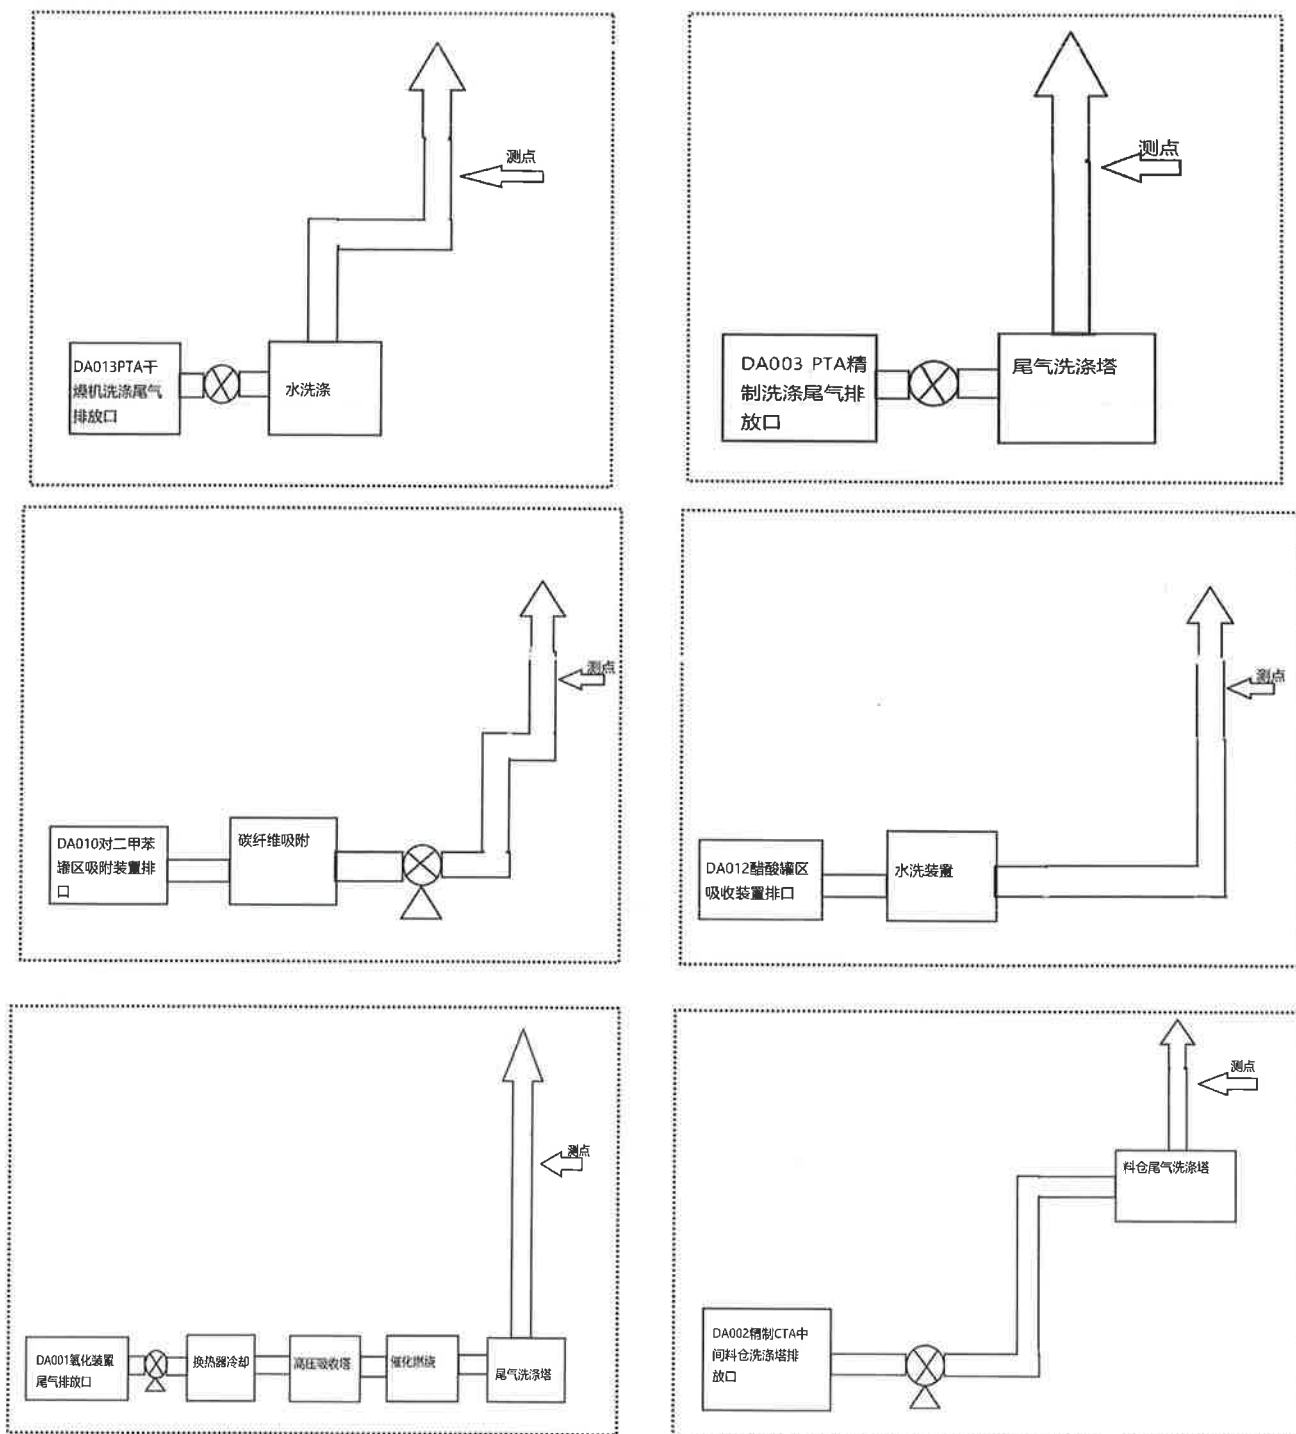 测点
DA013PTA干
燥机洗涤尾气
排放口
水洗涤
测点
DA003 PTA精
制洗涤尾气排
放口
尾气洗涤塔
测点
DA010对二甲苯
罐区吸附装置排
口
碳纤维吸附
测点
DA012醋酸罐区
吸收装置排口
水洗装置
测点
DA001氧化装置
尾气排放口
换热器冷却
高压吸收塔
催化燃烧
尾气洗涤塔
测点
料仓尾气洗涤塔
DA002精制CTA中
间料仓洗涤塔排
放口